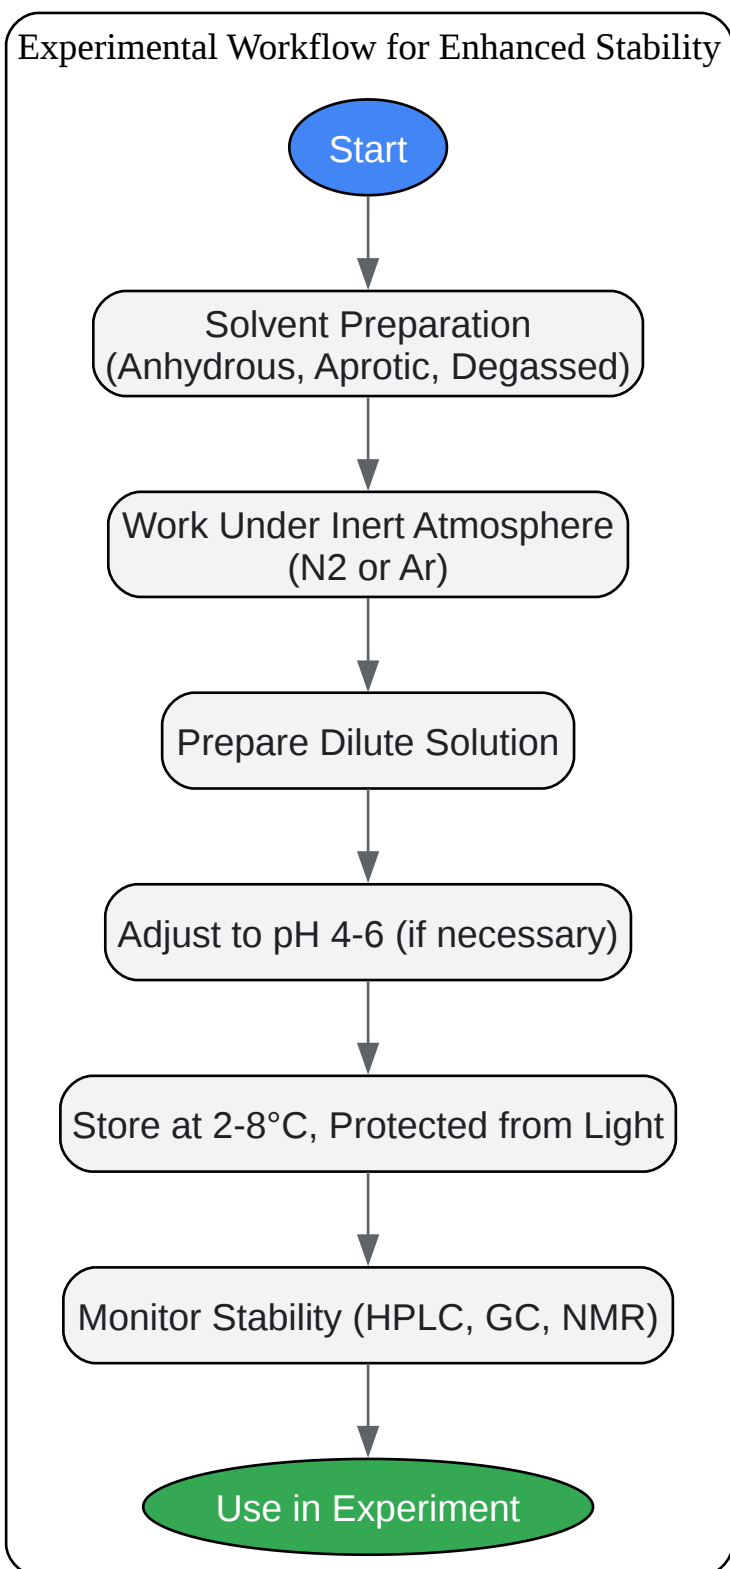 Experimental Workflow for Enhanced Stability
Start
Solvent Preparation
(Anhydrous, Aprotic, Degassed)
Work Under Inert Atmosphere
(N2 or Ar)
Prepare Dilute Solution
Adjust to pH 4-6 (if necessary)
Store at 2-8°C, Protected from Light
Monitor Stability (HPLC, GC, NMR)
Use in Experiment